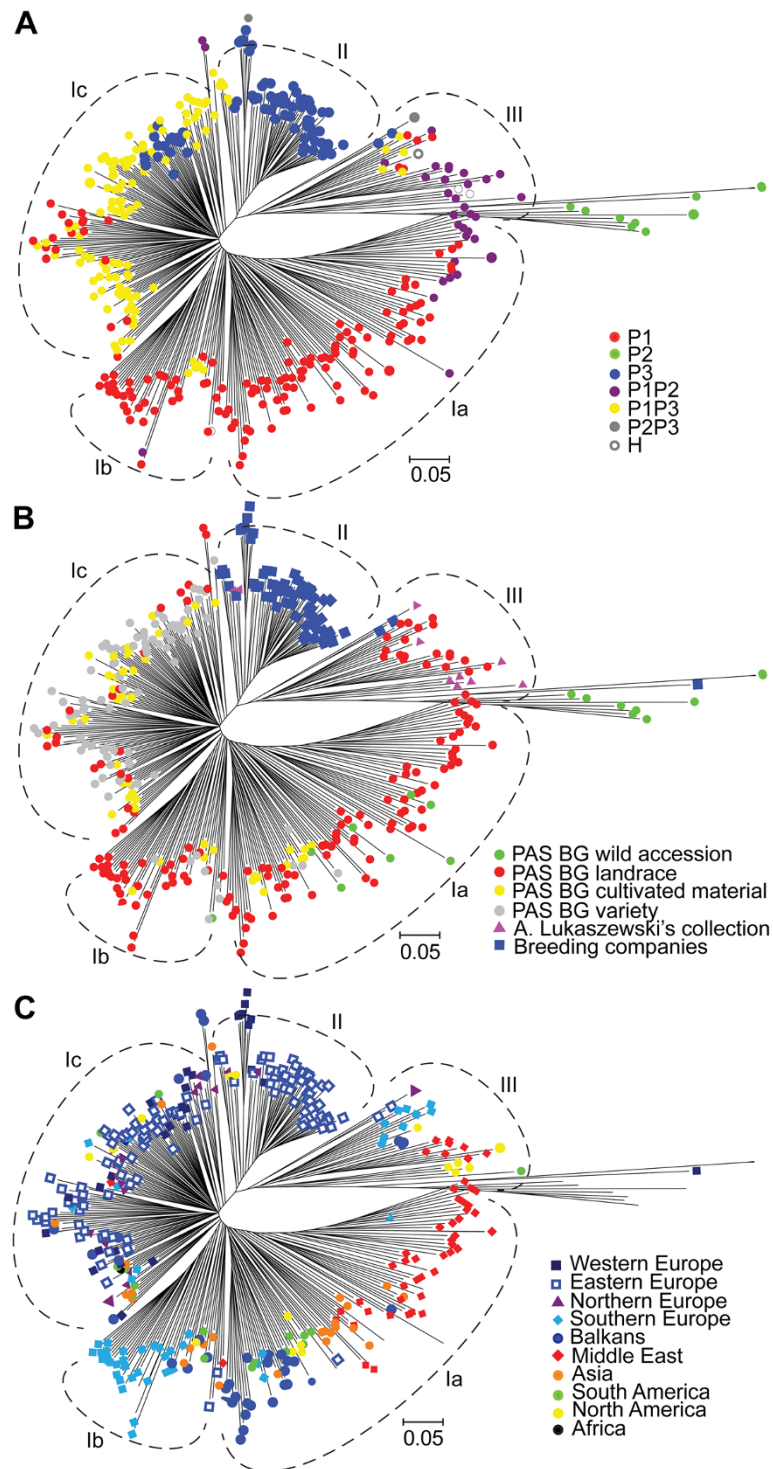 A
II
Ic
III
P1
P2
P3
P1P2
P1P3
P2P3
H
Ia
0.05
Ib
B
II
Ic
III
PAS BG wild accession
PAS BG landrace
PAS BG cultivated material
PAS BG variety
A. Lukaszewski's collection
Breeding companies
Ia
0.05
Ib
C
II
Ic
III
Western Europe
Eastern Europe
Northern Europe
Southern Europe
Balkans
Middle East
Asia
South America
North America
Africa
Ia
0.05
Ib